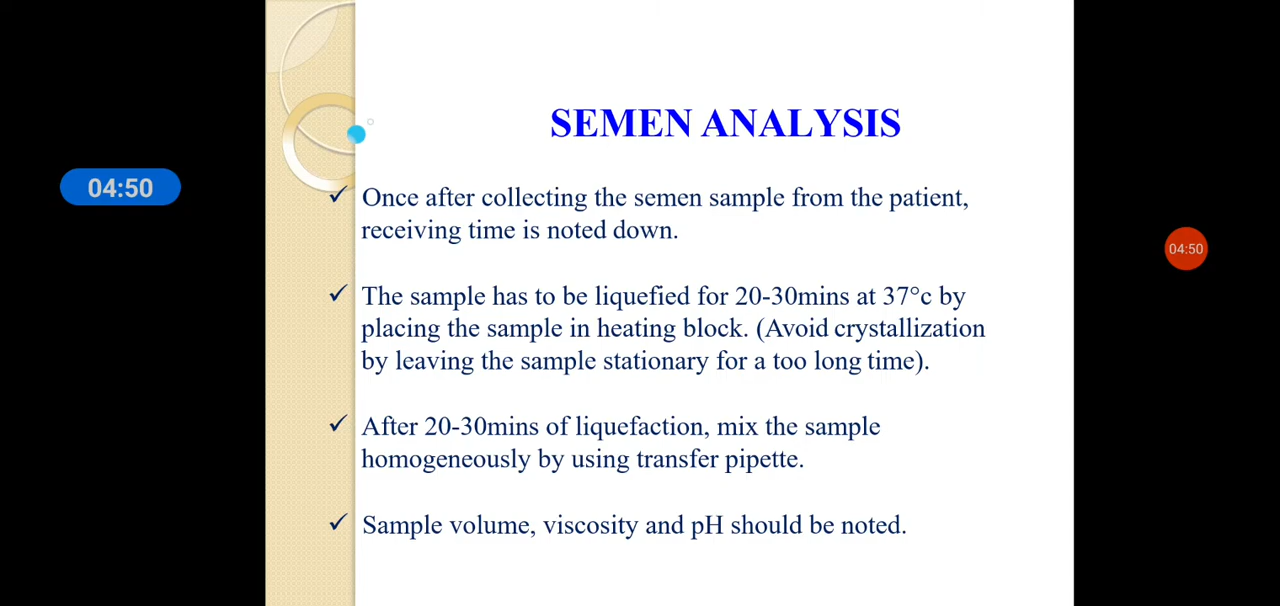 SEMEN ANALYSIS
04:50
04:50
✓ Once after collecting the semen sample from the patient,
receiving time is noted down.
✓ The sample has to be liquefied for 20-30mins at 37°c by
placing the sample in heating block. (Avoid crystallization
by leaving the sample stationary for a too long time).
✓ After 20-30mins of liquefaction, mix the sample
homogeneously by using transfer pipette.
✓ Sample volume, viscosity and pH should be noted.